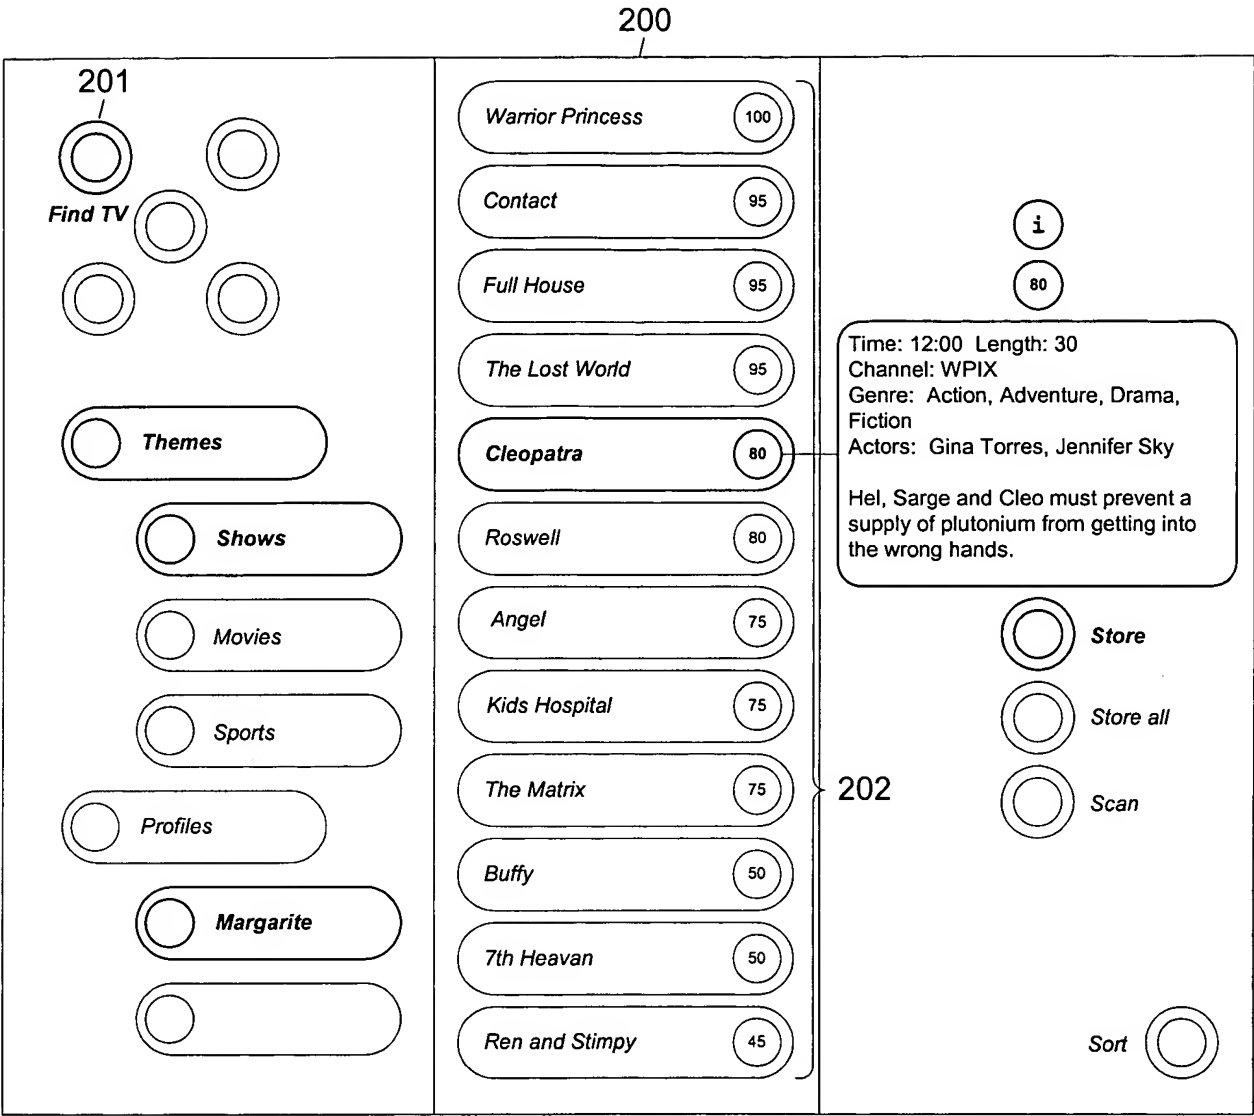 200
201
Find TV
Themes
Shows
Movies
Sports
Profiles
Margarite
Warrior Princess 100
Contact 95
Full House 95
The Lost World 95
Cleopatra 80
Roswell 80
Angel 75
Kids Hospital 75
The Matrix 75
Buffy 50
7th Heavan 50
Ren and Stimpy 45
202
i
80
Time: 12:00 Length: 30
Channel: WPIX
Genre: Action, Adventure, Drama,
Fiction
Actors: Gina Torres, Jennifer Sky
Hel, Sarge and Cleo must prevent a
supply of plutonium from getting into
the wrong hands.
Store
Store all
Scan
Sort